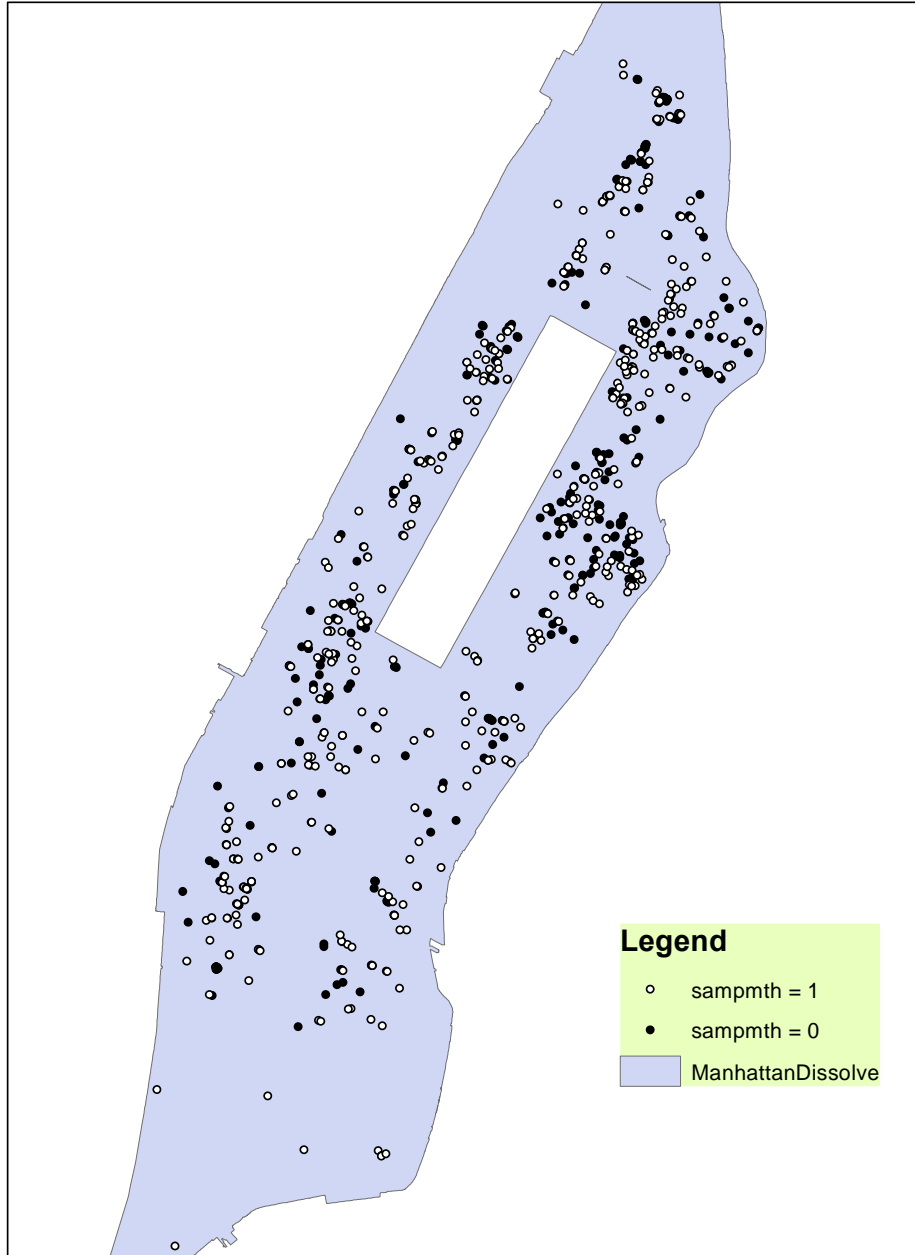 Legend
sampmth = 1
sampmth = 0
ManhattanDissolve